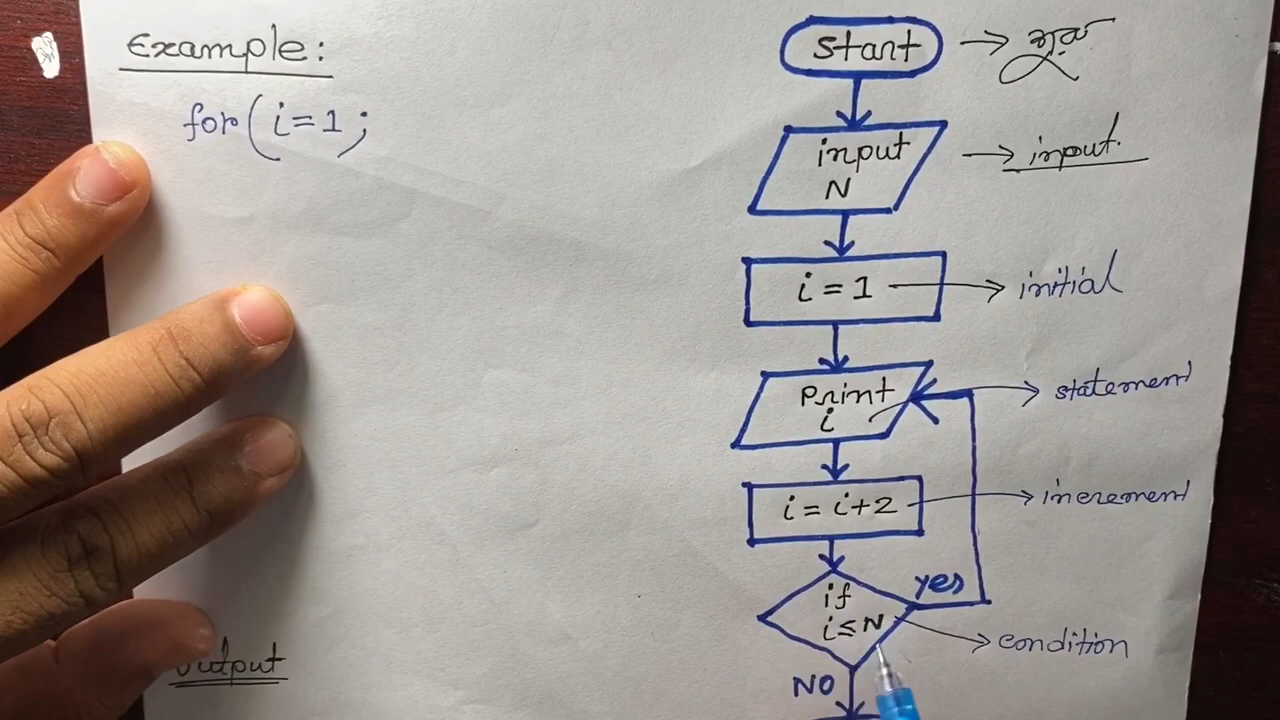 Example:
for( i=1 ;
Output
start → শুরু
input → input.
N
i = 1 → initial
Print → statement
i
i = i+2 → increment
yes
if
i≤N → condition
NO